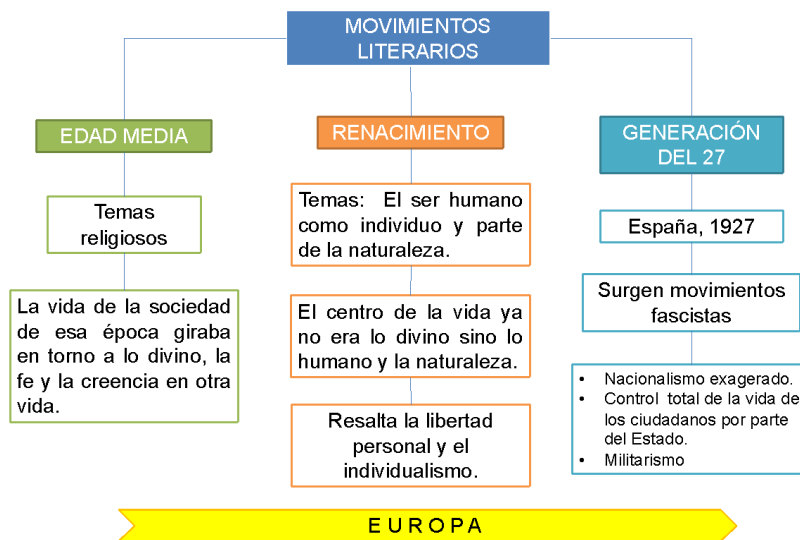 MOVIMIENTOS
LITERARIOS
EDAD MEDIA
Temas
religiosos
La vida de la sociedad
de esa época giraba
en torno a lo divino, la
fe y la creencia en otra
vida.
RENACIMIENTO
Temas: El ser humano
como individuo y parte
de la naturaleza.
El centro de la vida ya
no era lo divino sino lo
humano y la naturaleza.
Resalta la libertad
personal y el
individualismo.
GENERACIÓN
DEL 27
España, 1927
Surgen movimientos
fascistas
• Nacionalismo exagerado.
• Control total de la vida de
los ciudadanos por parte
del Estado.
• Militarismo
E U R O P A